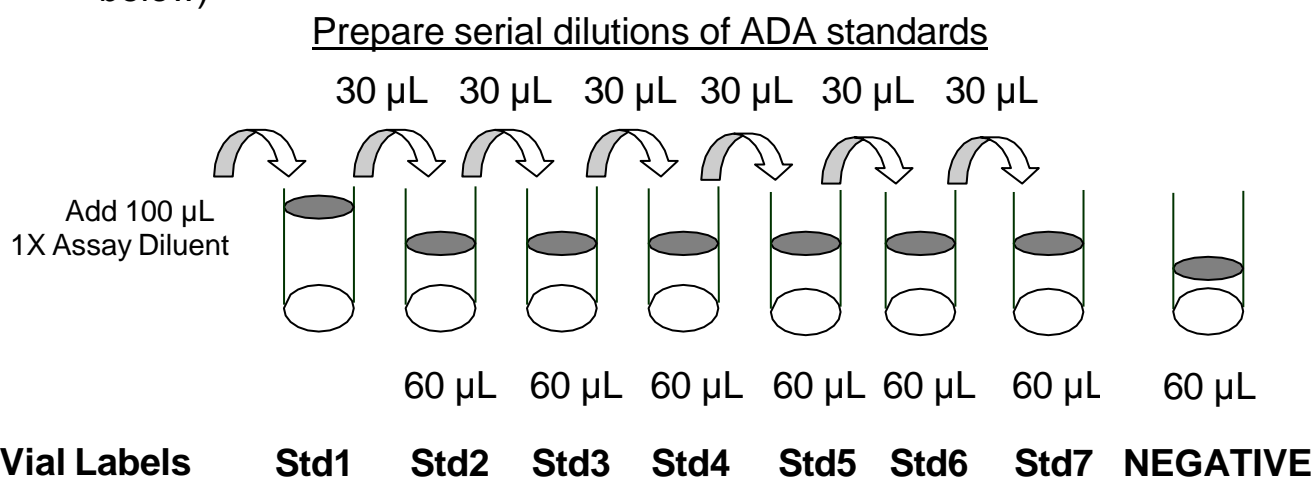 below)
Prepare serial dilutions of ADA standards
30 µL 30 µL 30 µL 30 µL 30 µL 30 µL
Add 100 µL
1X Assay Diluent
60 µL 60 µL 60 µL 60 µL 60 µL 60 µL 60 µL
Vial Labels Std1 Std2 Std3 Std4 Std5 Std6 Std7 NEGATIVE